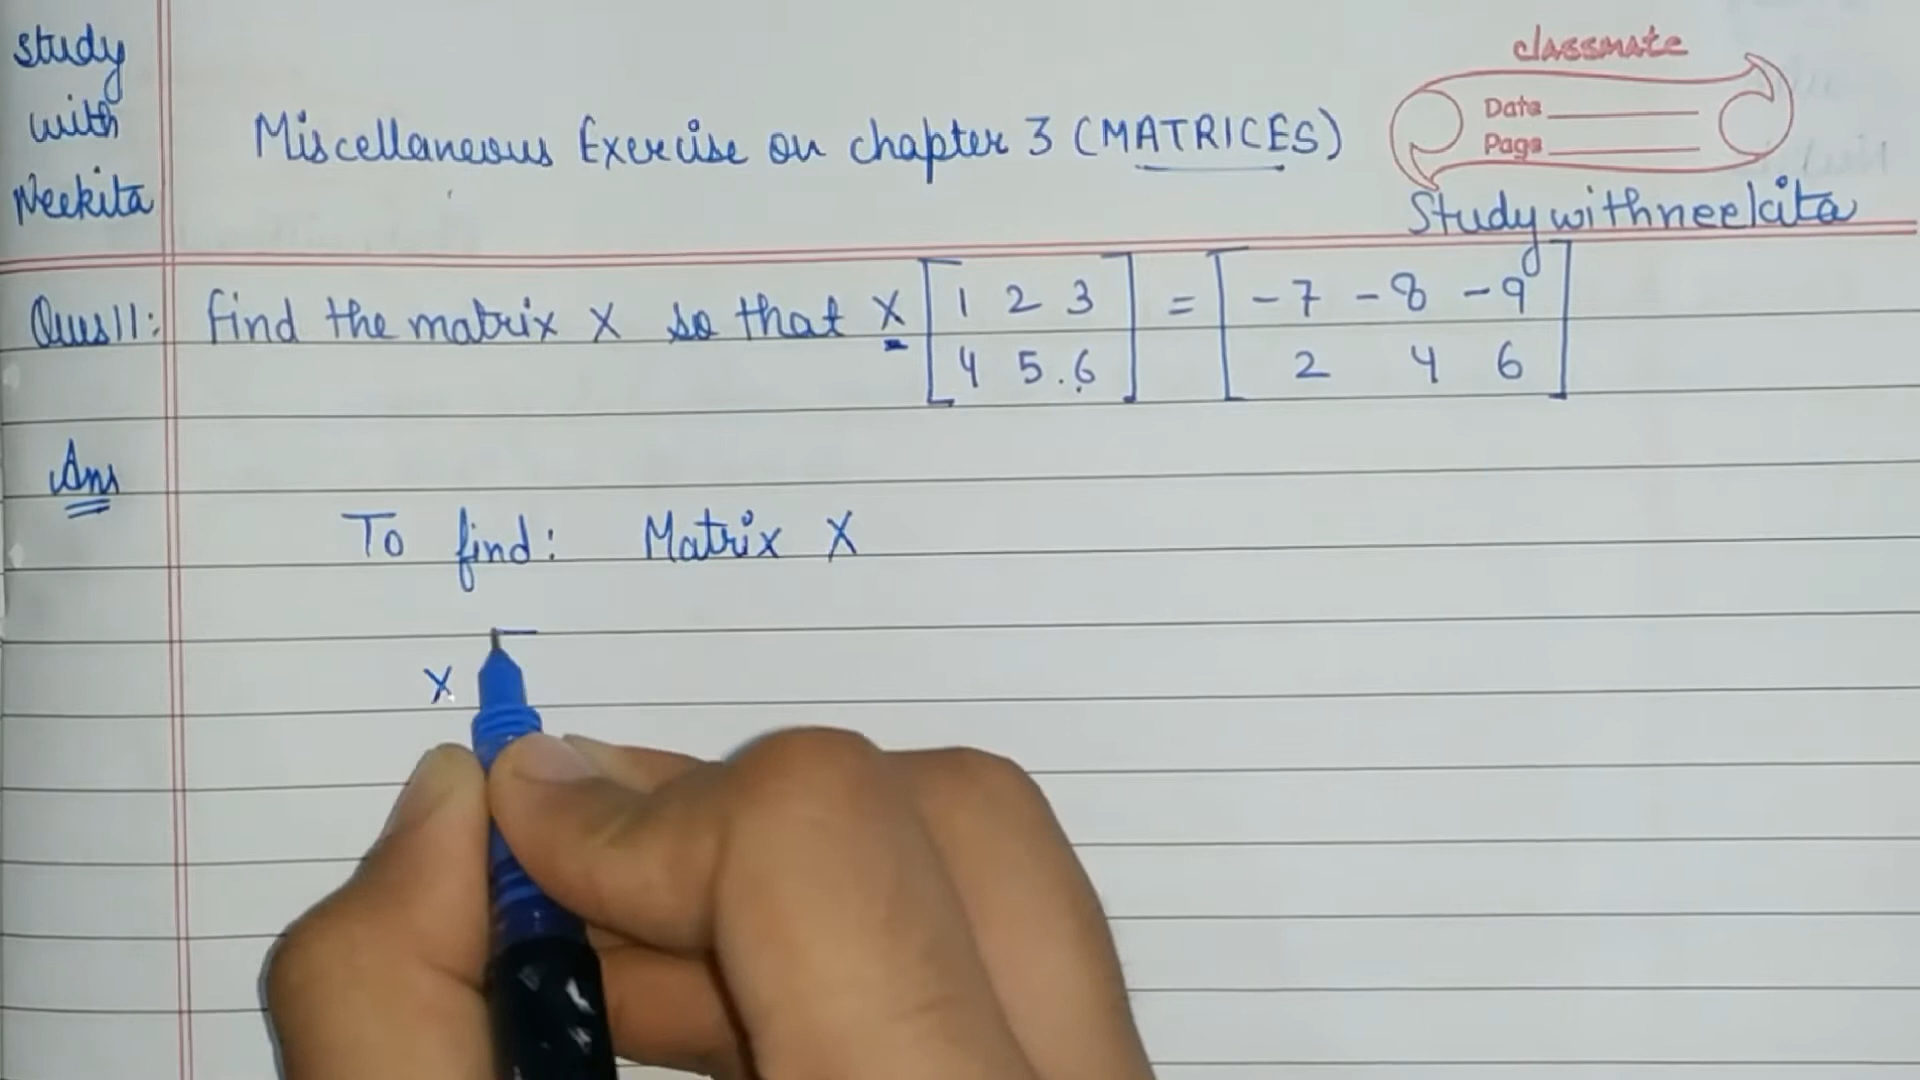 study
with
Neekita
Miscellaneous Exercise on chapter 3 (MATRICES)
classmate
Date
Page
Studywithneekita
Ques11: find the matrix X so that X [1 2 3] = [-7 -8 -9]
[4 5.6] [2 4 6]
Ans
To find: Matrix X
X